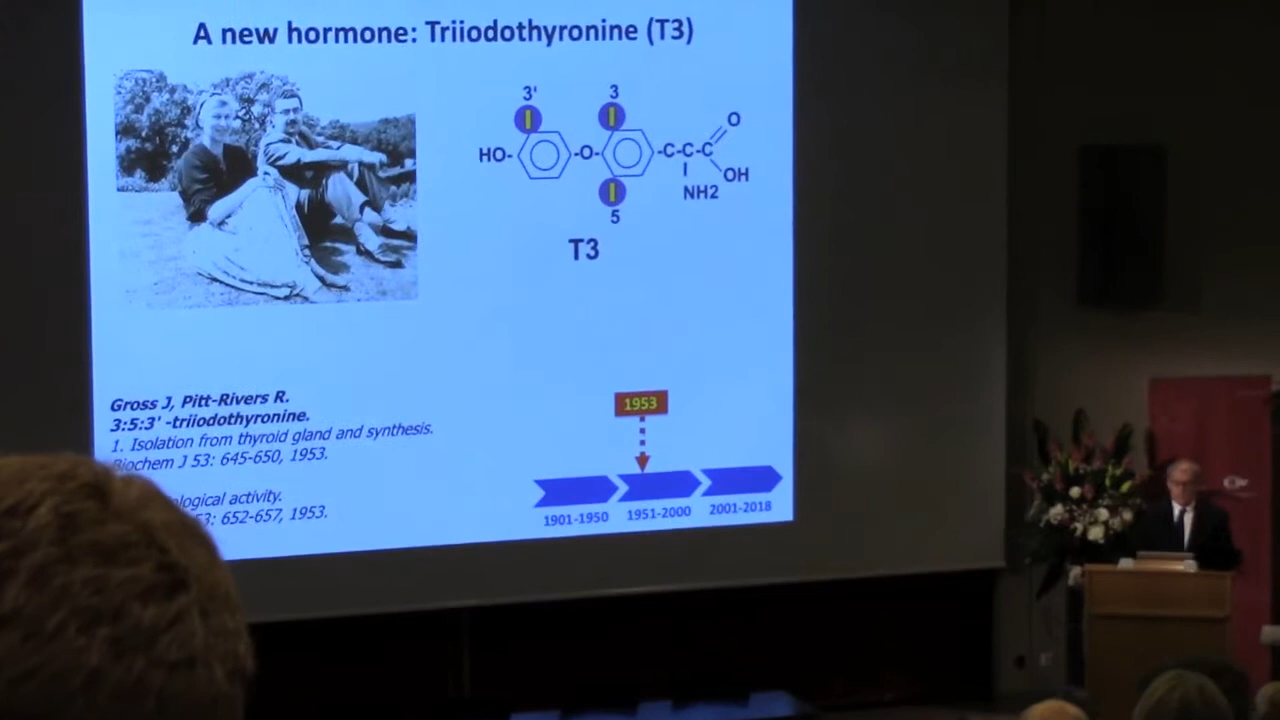 A new hormone: Triiodothyronine (T3)
3' 3
I I
HO- -O- -C-C-C O
I OH
NH2
5
T3
Gross J, Pitt-Rivers R.
3:5:3' -triiodothyronine.
1. Isolation from thyroid gland and synthesis.
Biochem J 53: 645-650, 1953.
activity.
53: 652-657, 1953.
1953
1901-1950 1951-2000 2001-2018